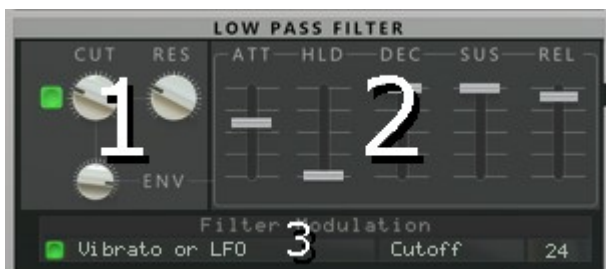 LOW PASS FILTER
CUT RES ATT HLD DEC SUS REL
1 2
ENV
Filter Modulation
3
Vibrato or LFO Cutoff 24